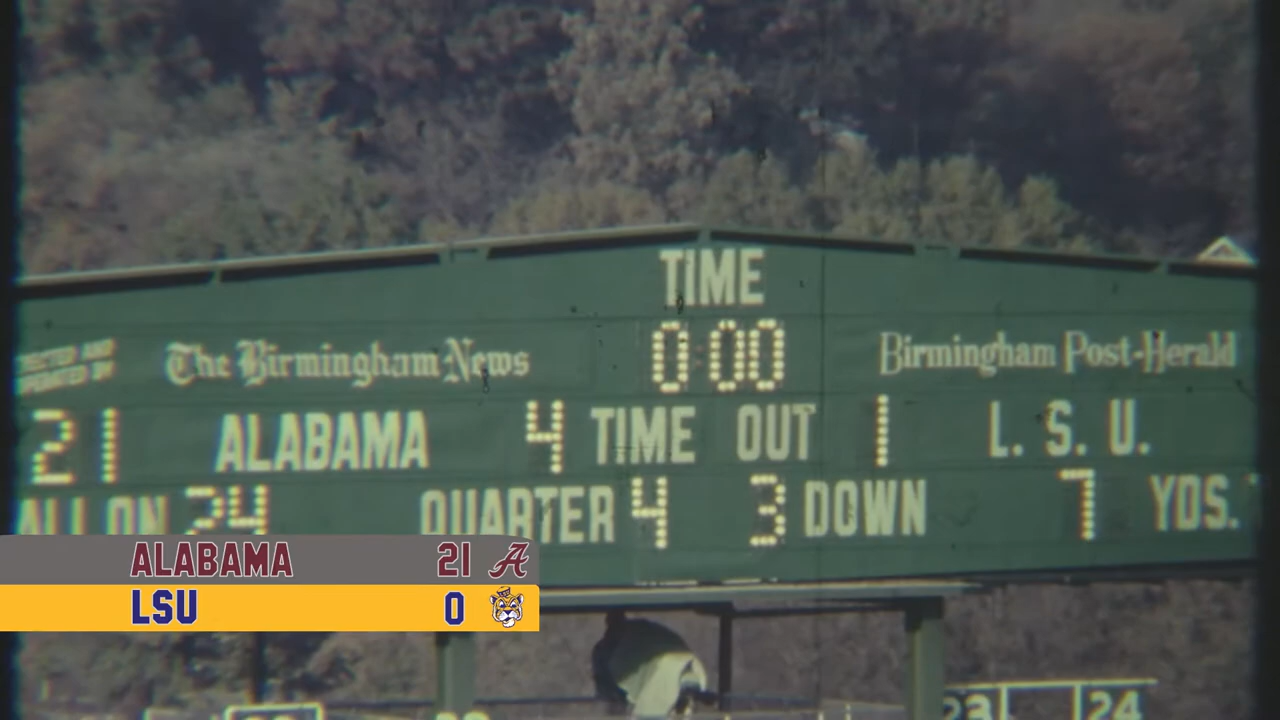 TIME
The Birmingham News 0:00 Birmingham Post-Herald
21 ALABAMA 4 TIME OUT 1 L. S. U.
24 QUARTER 4 3 DOWN 7 YDS.
ALABAMA 21 A
LSU 0
23 24